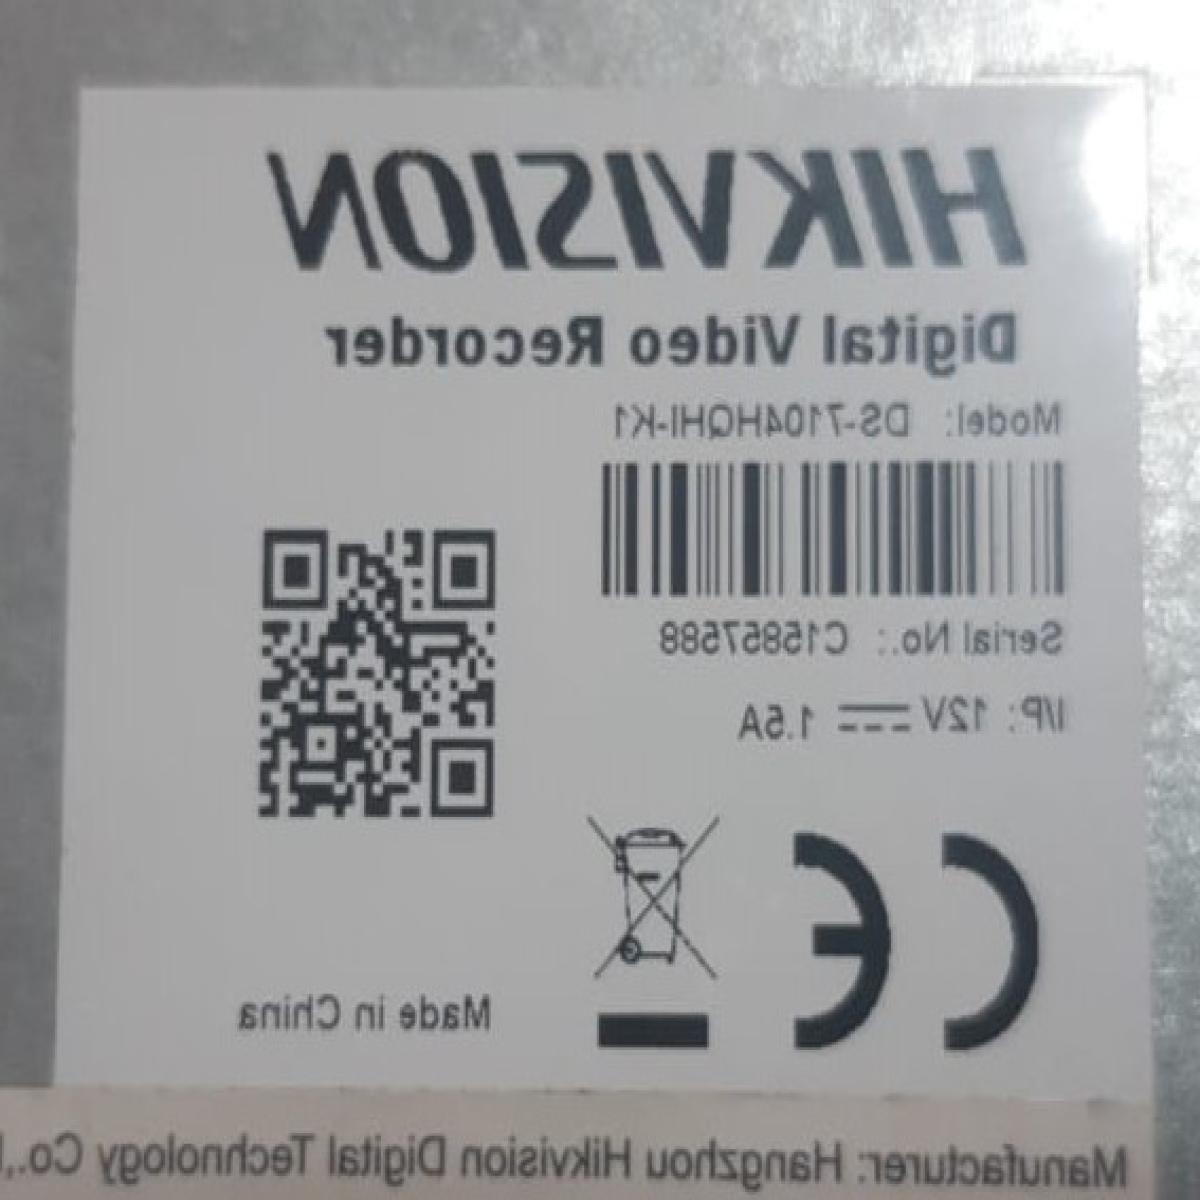 HIKVISION
Digital Video Recorder
Model: DS-7104HQHI-K1
Serial No.: C15857588
I/P: 12V 1.5A
CE
Made in China
Manufacturer: Hangzhou Hikvision Digital Technology Co.,